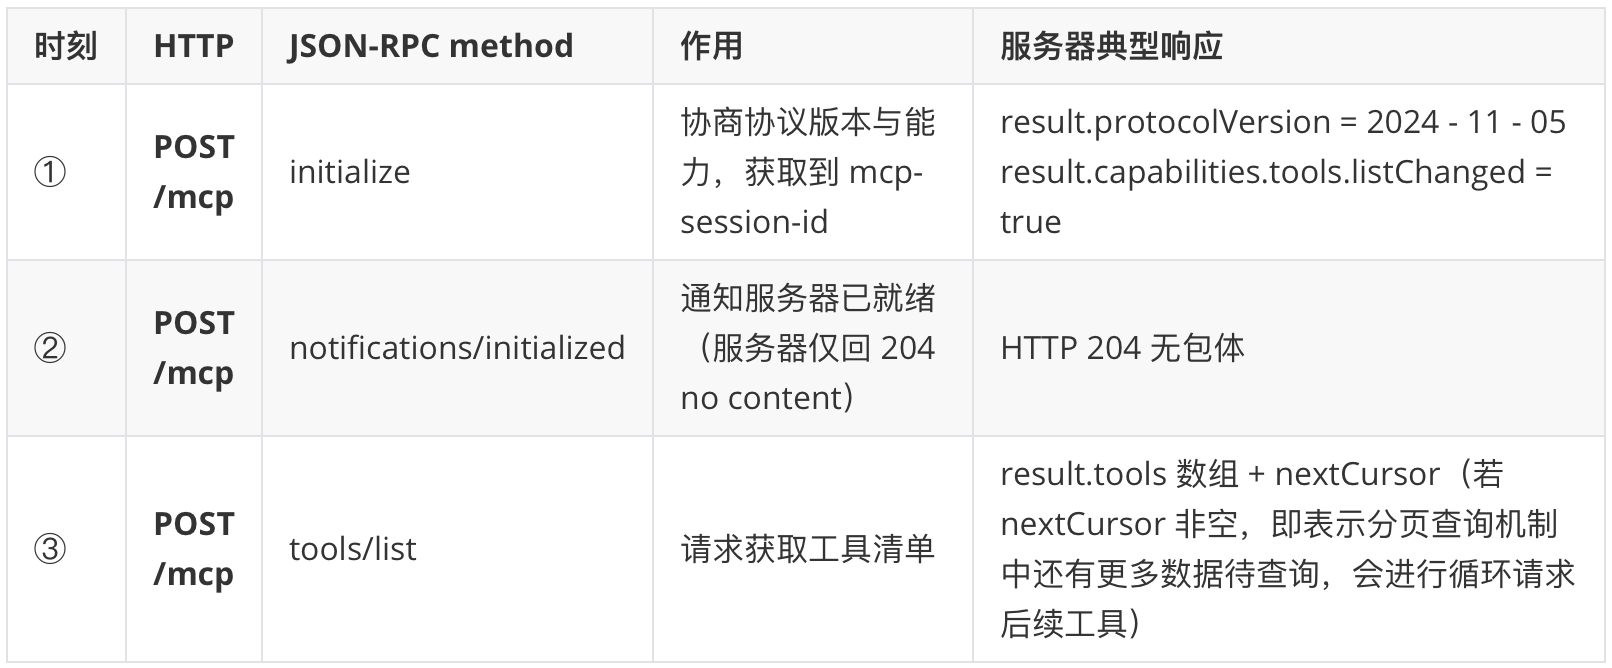 时刻 HTTP JSON-RPC method 作用 服务器典型响应
① POST /mcp initialize 协商协议版本与能力，获取到 mcp-session-id result.protocolVersion = 2024 - 11 - 05 result.capabilities.tools.listChanged = true
② POST /mcp notifications/initialized 通知服务器已就绪（服务器仅回 204 no content） HTTP 204 无包体
③ POST /mcp tools/list 请求获取工具清单 result.tools 数组 + nextCursor（若 nextCursor 非空，即表示分页查询机制中还有更多数据待查询，会进行循环请求后续工具）